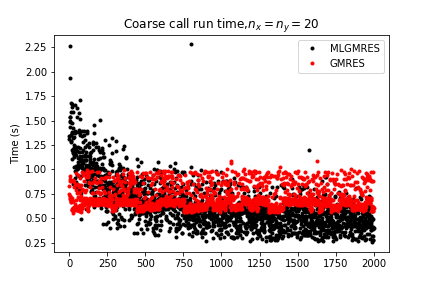 Coarse call run time,$n_x = n_y = 20$
MLGMRES
GMRES
Time (s)
2.25
2.00
1.75
1.50
1.25
1.00
0.75
0.50
0.25
0 250 500 750 1000 1250 1500 1750 2000